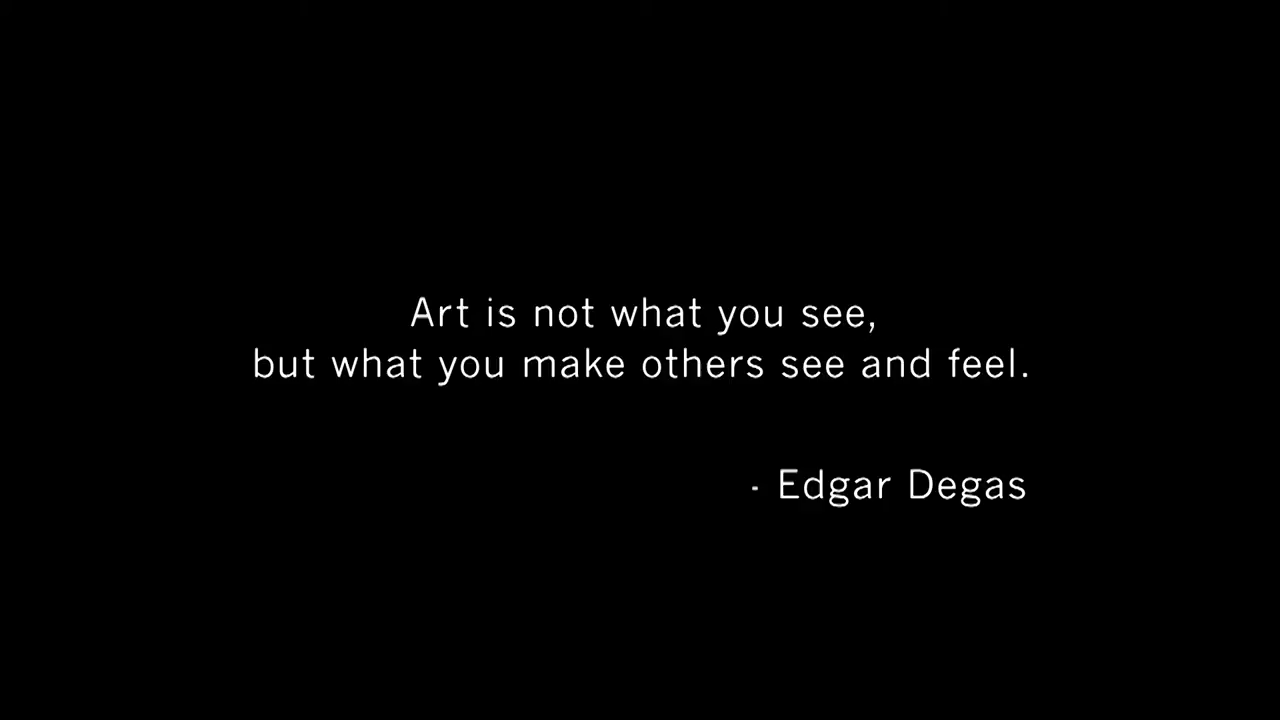 Art is not what you see,
but what you make others see and feel.
- Edgar Degas